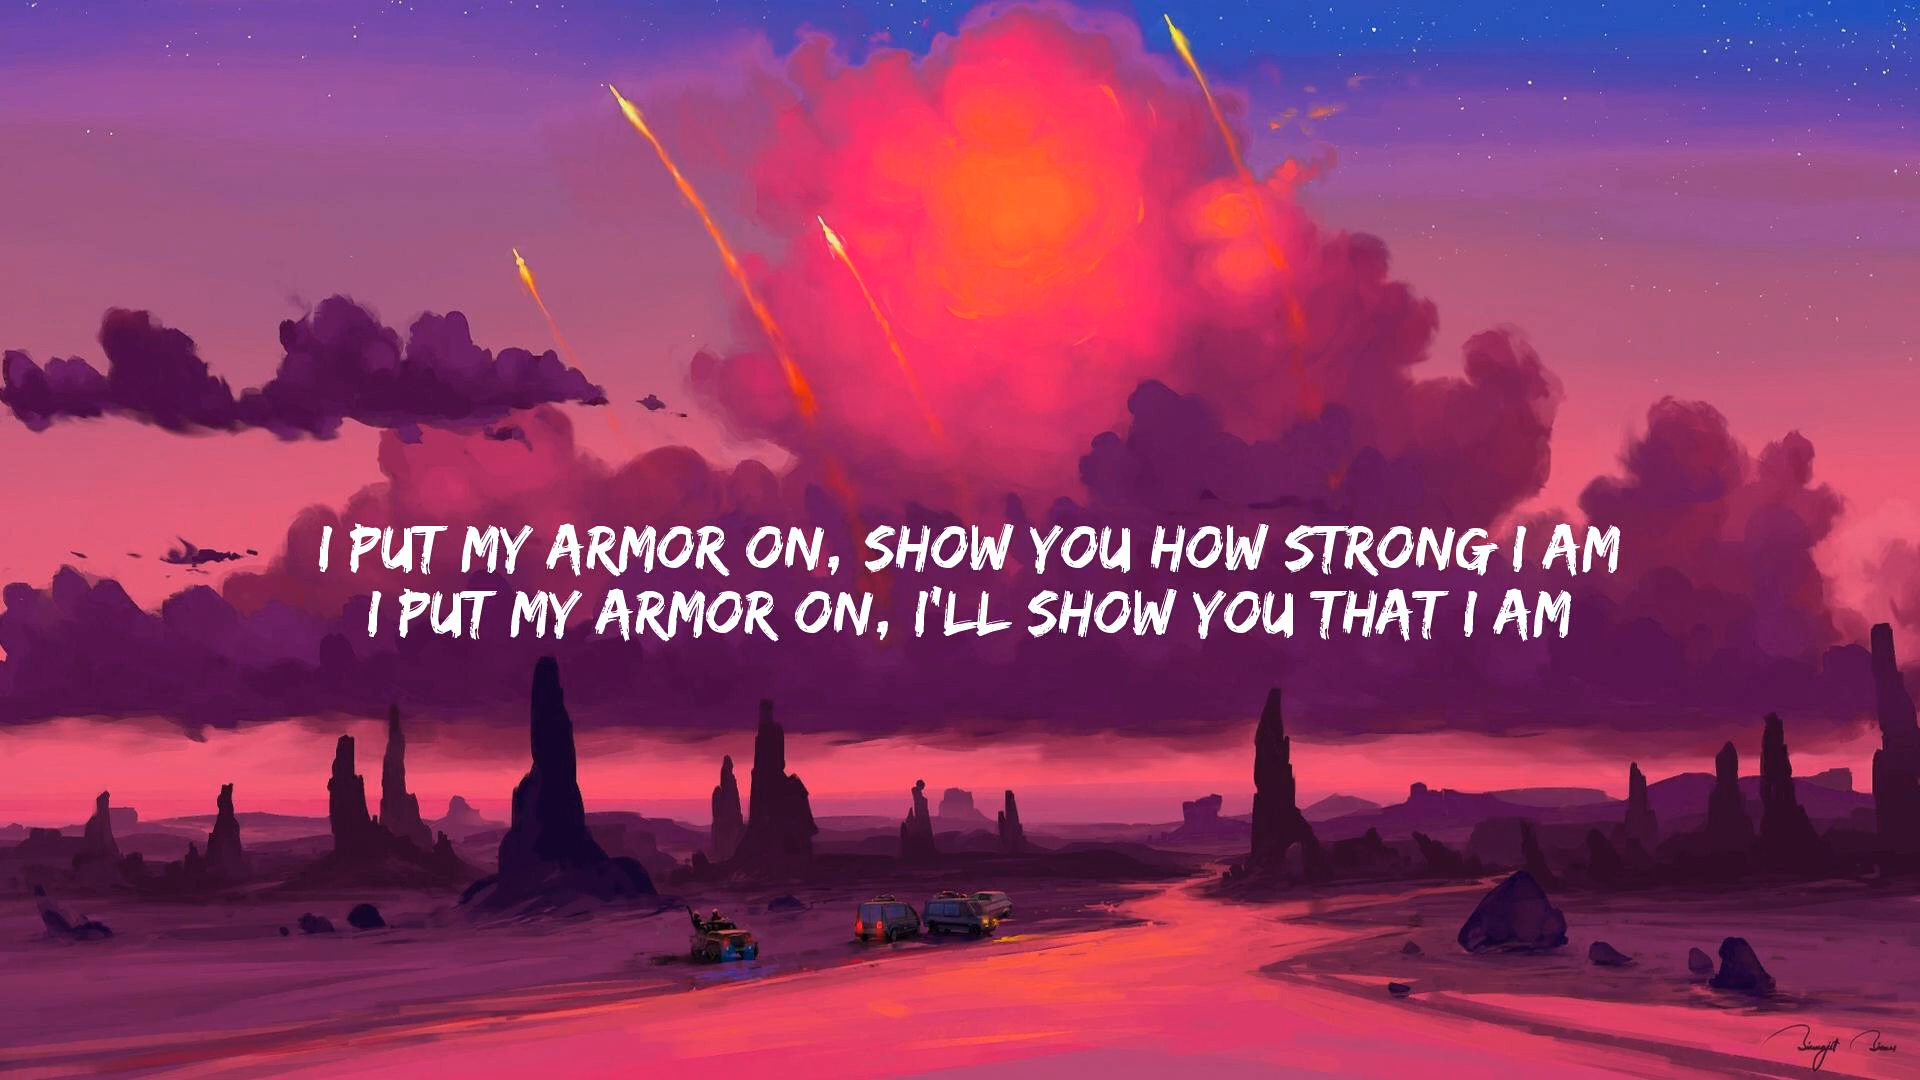 I PUT MY ARMOR ON, SHOW YOU HOW STRONG I AM
I PUT MY ARMOR ON, I'LL SHOW YOU THAT I AM